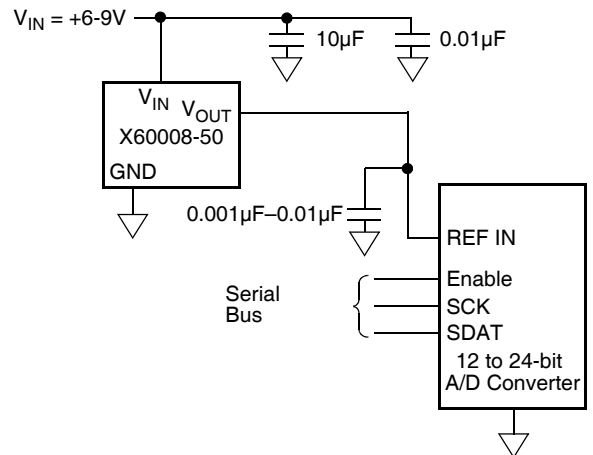 V_IN = +6-9V
10µF
0.01µF
V_IN
V_OUT
X60008-50
GND
0.001µF–0.01µF
REF IN
Serial
Bus
Enable
SCK
SDAT
12 to 24-bit
A/D Converter